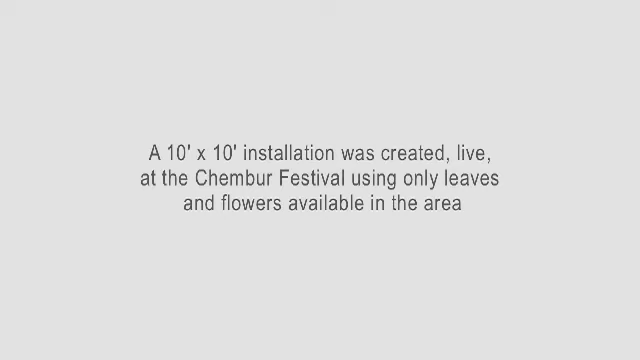 A 10' x 10' installation was created, live,
at the Chembur Festival using only leaves
and flowers available in the area